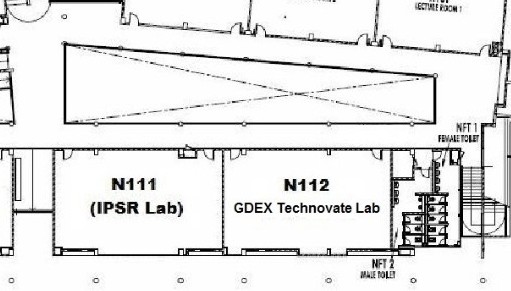 LECTURE ROOM 1
NFT 1
FEMALE TOILET
N111
(IPSR Lab)
N112
GDEX Technovate Lab
NFT 2
MALE TOILET